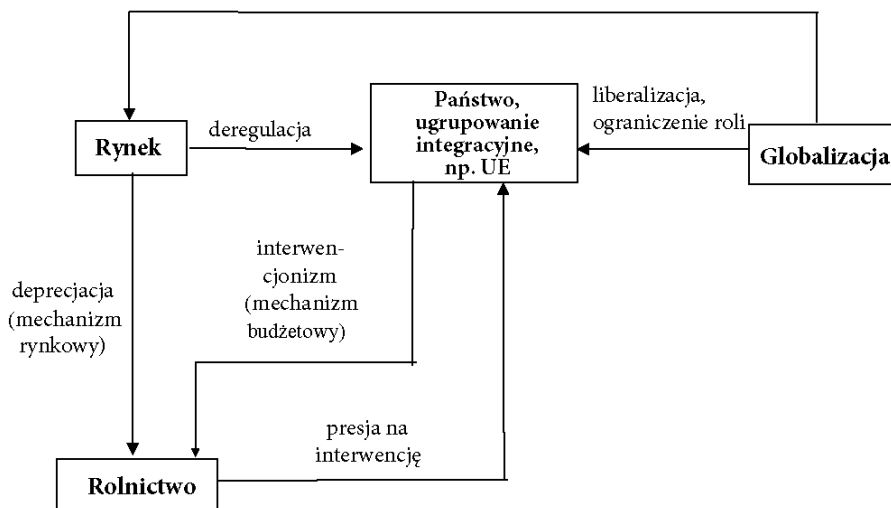 Rynek
deregulacja
Państwo,
ugrupowanie
integracyjne,
np. UE
liberalizacja,
ograniczenie roli
Globalizacja
deprecjacja
(mechanizm
rynkowy)
interwen-
cjonizm
(mechanizm
budżetowy)
presja na
interwencję
Rolnictwo